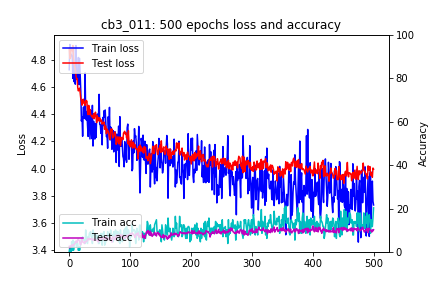 cb3_011: 500 epochs loss and accuracy
Train loss
Test loss
Train acc
Test acc
Loss
4.8
4.6
4.4
4.2
4.0
3.8
3.6
3.4
Accuracy
100
80
60
40
20
0
0 100 200 300 400 500